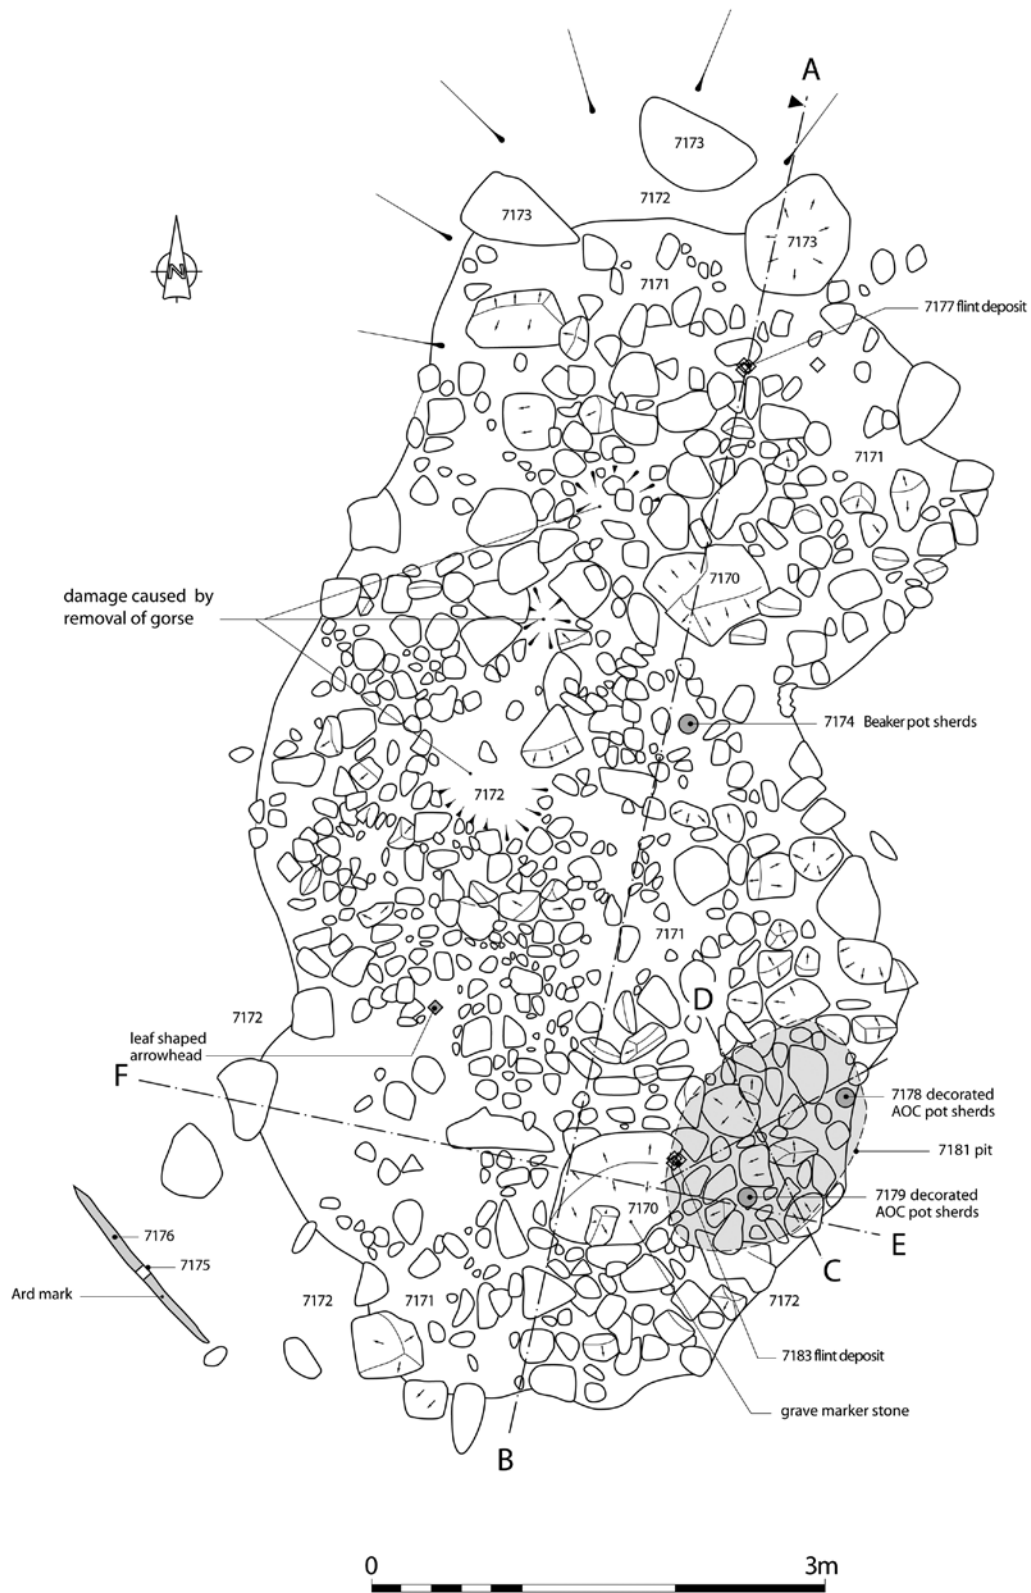 A
7173
7172
7173
7173
N
7171
7177 flint deposit
7171
7170
damage caused by
removal of gorse
7174 Beaker pot sherds
7172
7171
D
7172
leaf shaped
arrowhead
F
7178 decorated
AOC pot sherds
7181 pit
7179 decorated
AOC pot sherds
7170
E
7176
C
7175
Ard mark
7172
7171
7172
7183 flint deposit
grave marker stone
B
0
3m